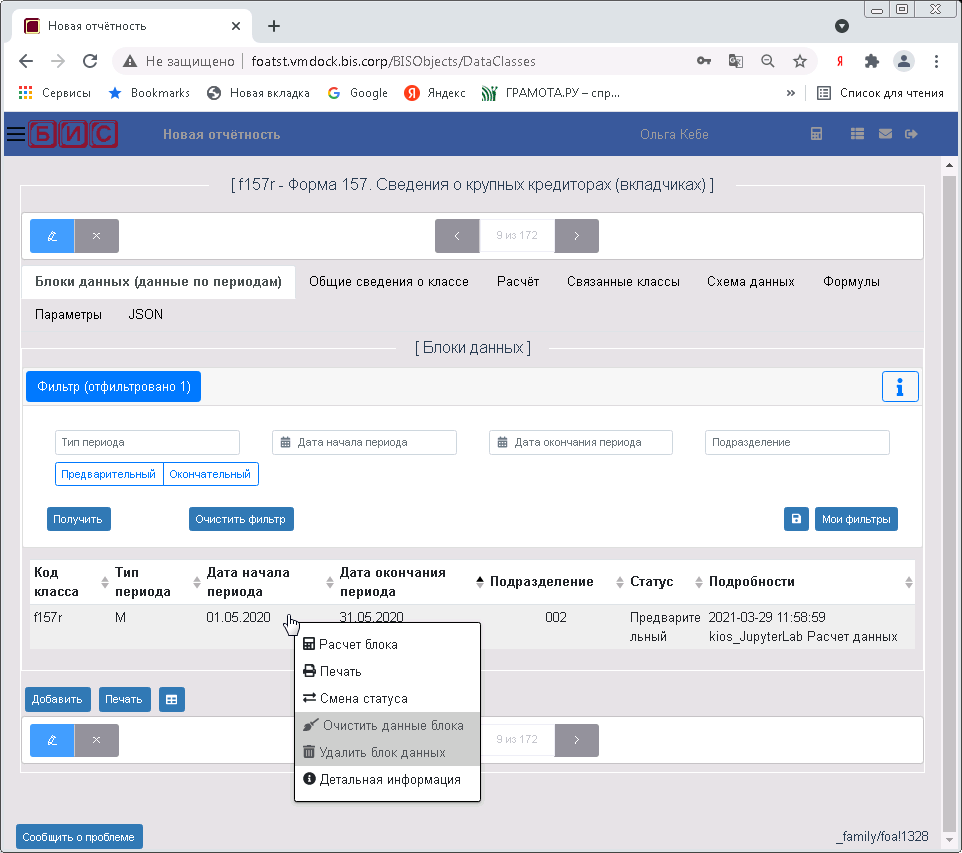 Новая отчётность
Не защищено foatst.vmdock.bis.corp/BISObjects/DataClasses
Сервисы Bookmarks Новая вкладка Google Яндекс ГРАМОТА.РУ – спр... » Список для чтения
БИС Новая отчётность Ольга Кебе
[ f157r - Форма 157. Сведения о крупных кредиторах (вкладчиках) ]
9 из 172
Блоки данных (данные по периодам) Общие сведения о классе Расчёт Связанные классы Схема данных Формулы
Параметры JSON
[ Блоки данных ]
Фильтр (отфильтровано 1)
Тип периода Дата начала периода Дата окончания периода Подразделение
Предварительный Окончательный
Получить Очистить фильтр Мои фильтры
Код класса Тип периода Дата начала периода Дата окончания периода Подразделение Статус Подробности
f157r М 01.05.2020 31.05.2020 002 Предварительный 2021-03-29 11:58:59
kios_JupyterLab Расчет данных
Расчет блока
Печать
Смена статуса
Очистить данные блока
Удалить блок данных
Детальная информация
Добавить Печать
9 из 172
Сообщить о проблеме
_family/foa!1328